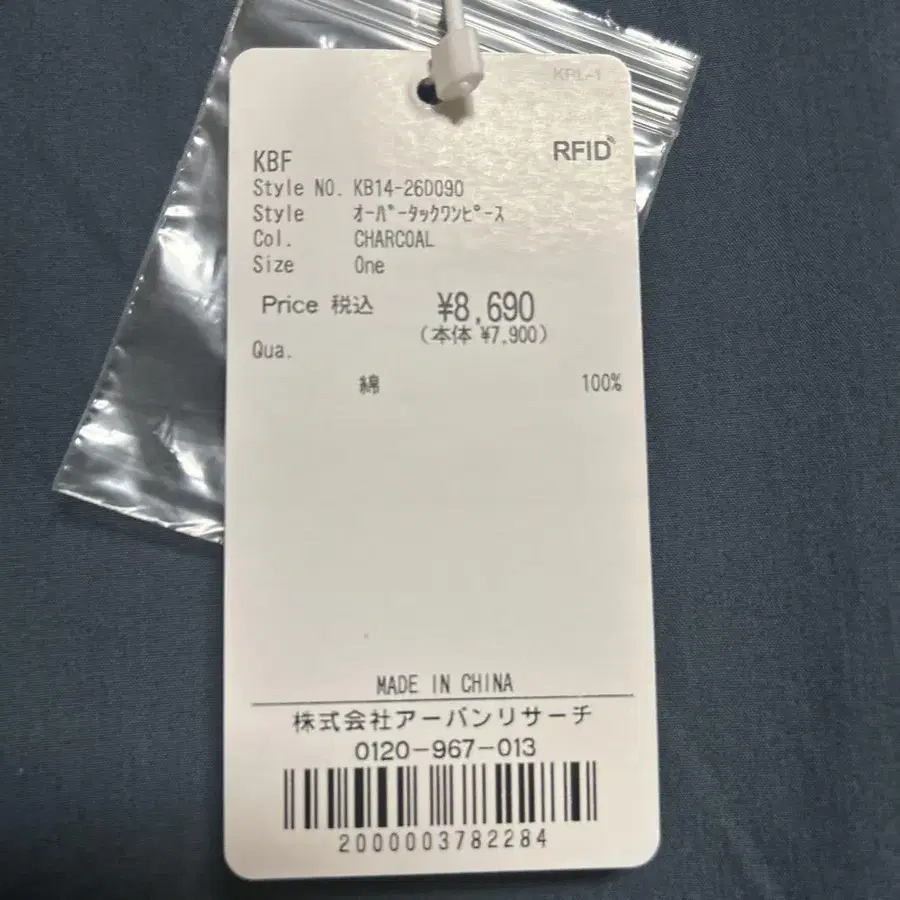 KRL-1
RFID
KBF
Style NO. KB14-26D090
Style ｵｰﾊﾞｰﾀｯｸﾜﾝﾋﾟｰｽ
Col. CHARCOAL
Size One
Price 税込 ¥8,690
(本体 ¥7,900)
Qua.
綿 100%
MADE IN CHINA
株式会社アーバンリサーチ
0120-967-013
2000003782284